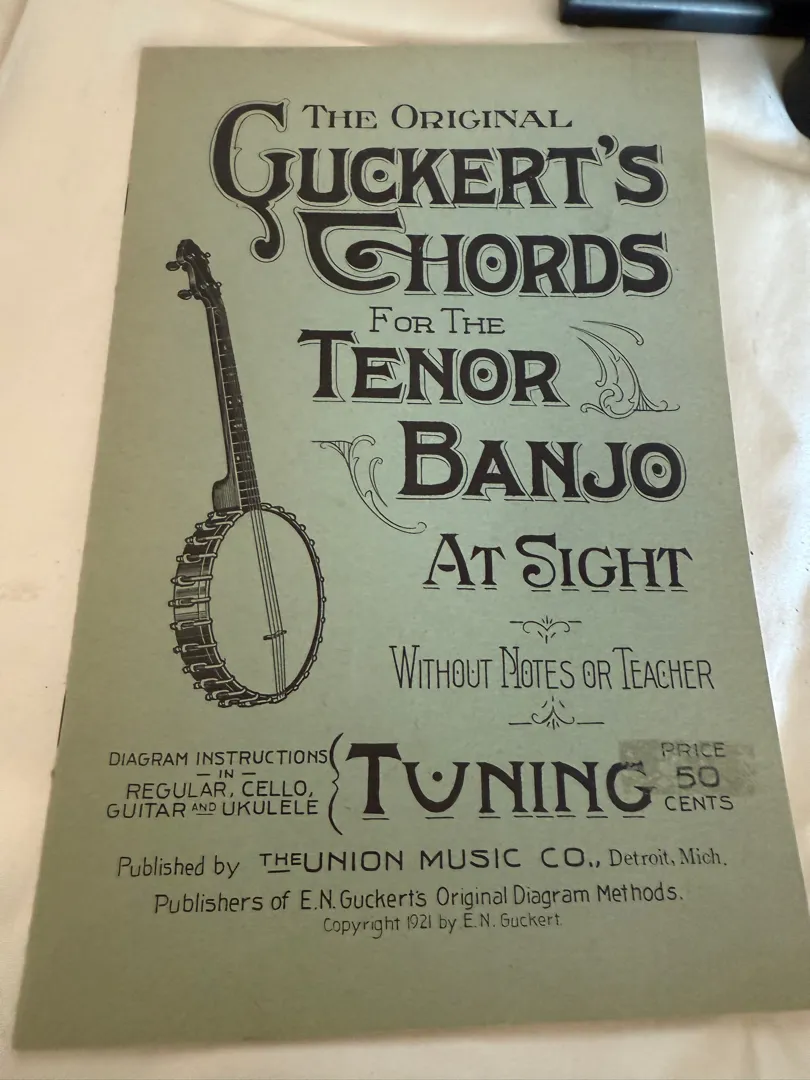 THE ORIGINAL
GUCKERT'S
CHORDS
FOR THE
TENOR
BANJO
AT SIGHT
WITHOUT NOTES OR TEACHER
DIAGRAM INSTRUCTIONS
— IN —
REGULAR, CELLO,
GUITAR AND UKULELE
TUNING
PRICE
50
CENTS
Published by THE UNION MUSIC CO., Detroit, Mich.
Publishers of E.N. Guckert's Original Diagram Methods.
Copyright 1921 by E.N. Guckert.